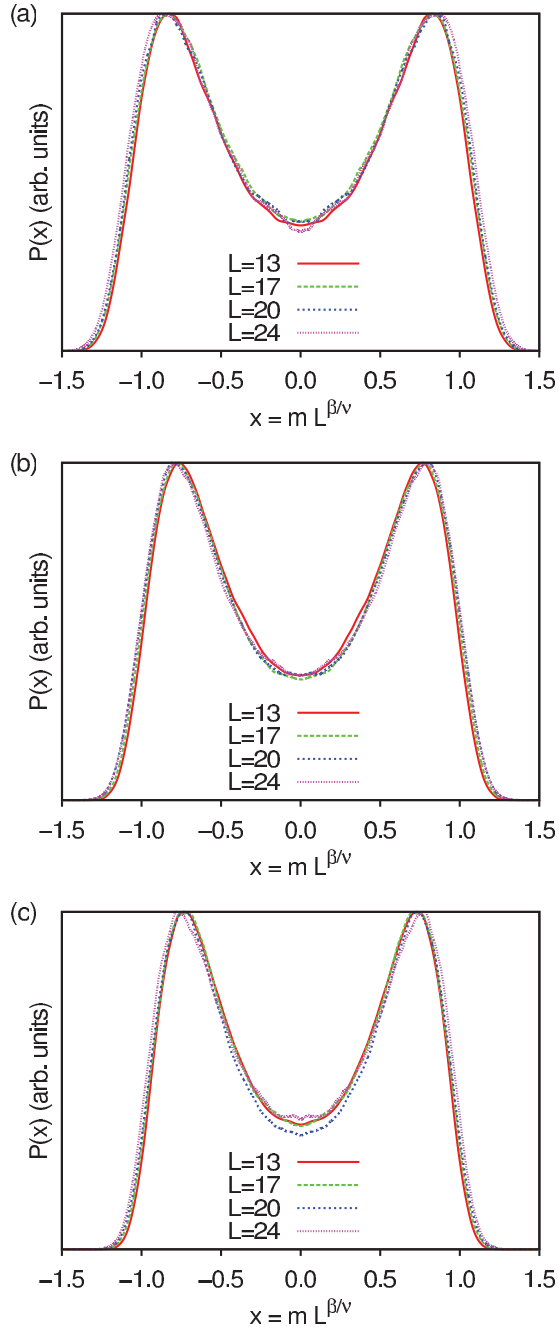 (a)
P(x) (arb. units)
L=13
L=17
L=20
L=24
−1.5 −1.0 −0.5 0.0 0.5 1.0 1.5
x = m L^β/ν
(b)
P(x) (arb. units)
L=13
L=17
L=20
L=24
−1.5 −1.0 −0.5 0.0 0.5 1.0 1.5
x = m L^β/ν
(c)
P(x) (arb. units)
L=13
L=17
L=20
L=24
−1.5 −1.0 −0.5 0.0 0.5 1.0 1.5
x = m L^β/ν